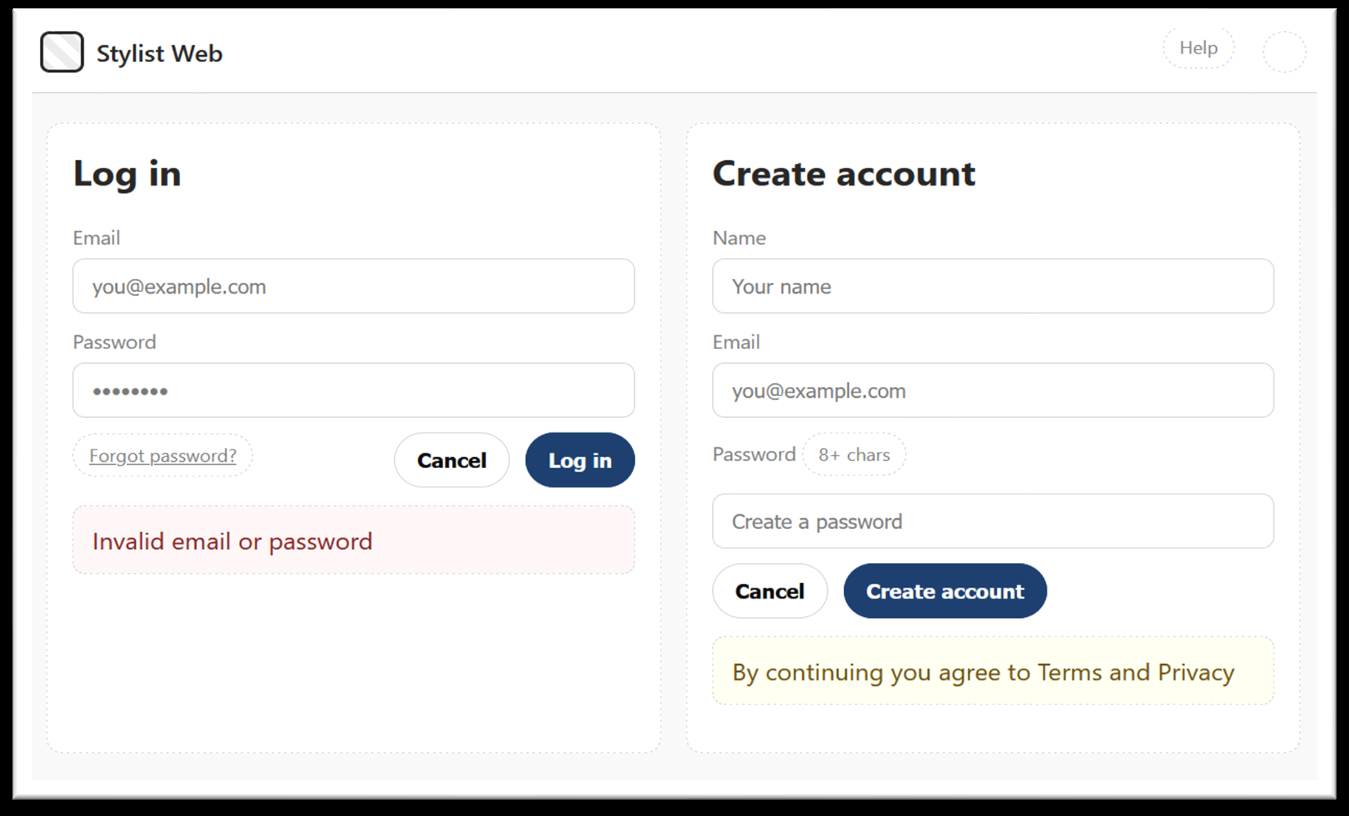 Stylist Web
Help
Log in
Email
you@example.com
Password
••••••••
Forgot password?
Cancel
Log in
Invalid email or password
Create account
Name
Your name
Email
you@example.com
Password
8+ chars
Create a password
Cancel
Create account
By continuing you agree to Terms and Privacy